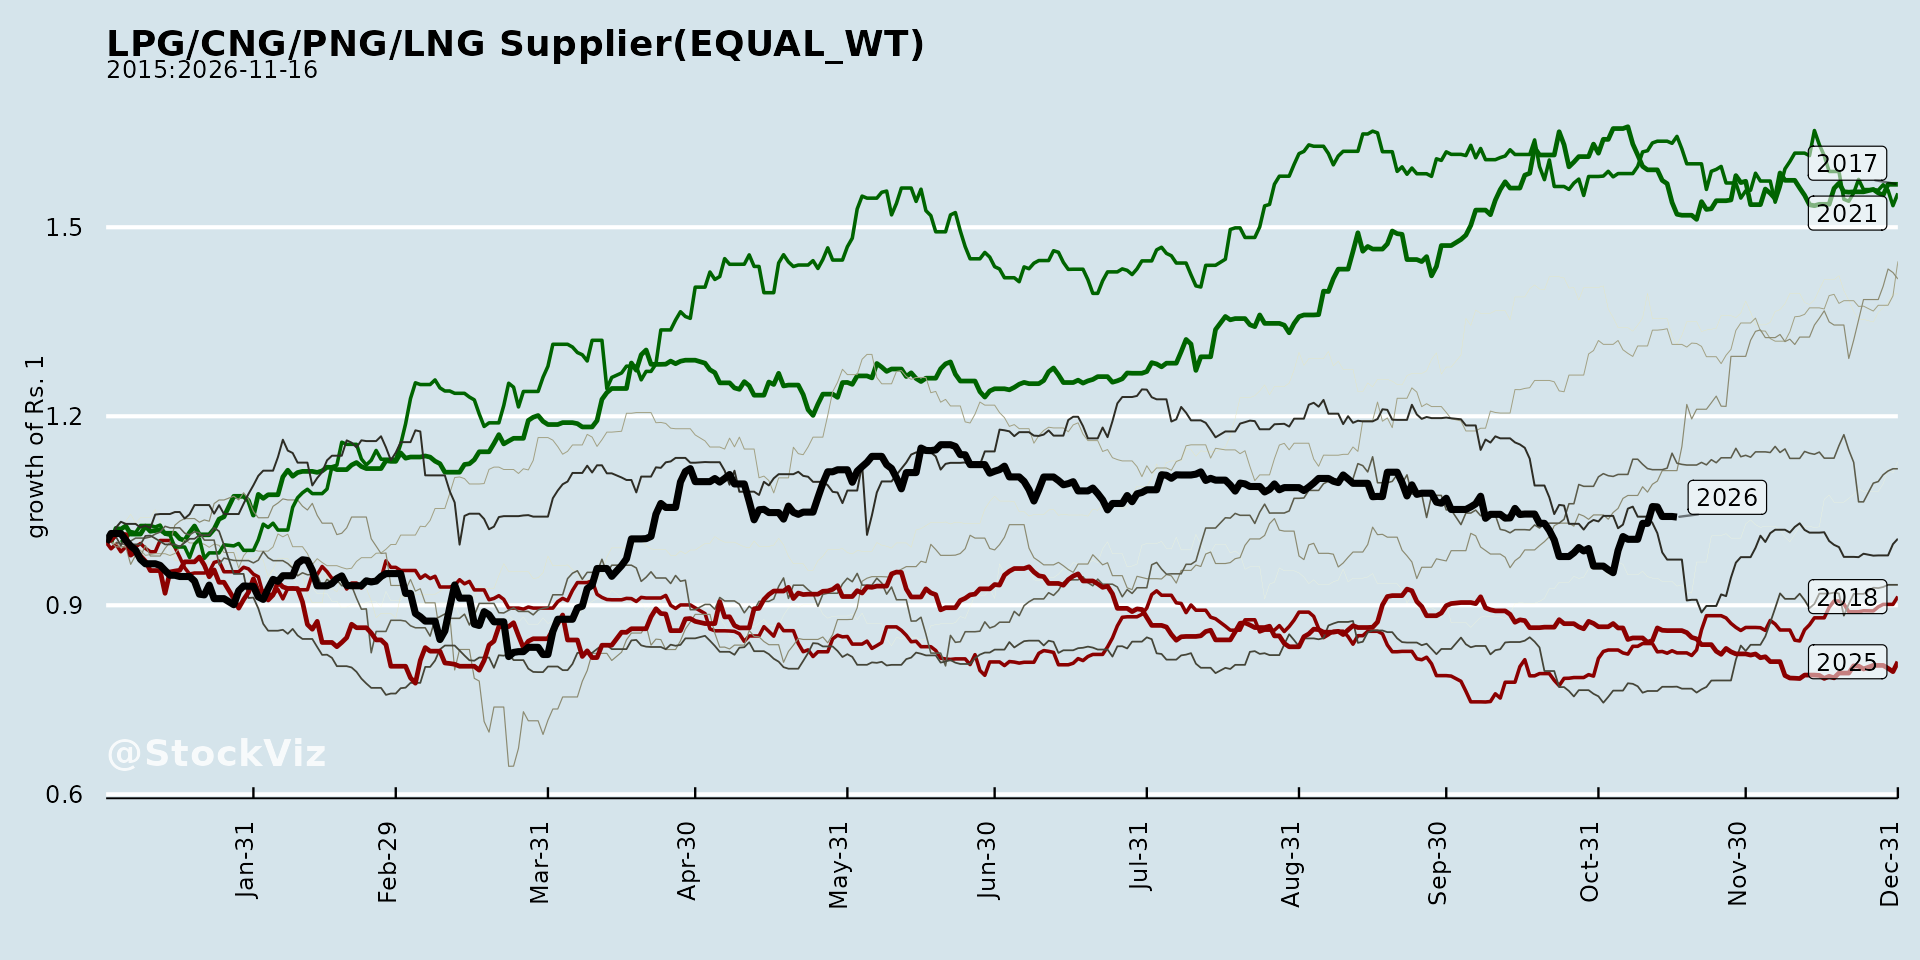 LPG/CNG/PNG/LNG Supplier(EQUAL_WT)
2015:2026-11-16
growth of Rs. 1
1.5
1.2
0.9
0.6
2017
2021
2026
2018
2025
@StockViz
Jan-31
Feb-29
Mar-31
Apr-30
May-31
Jun-30
Jul-31
Aug-31
Sep-30
Oct-31
Nov-30
Dec-31